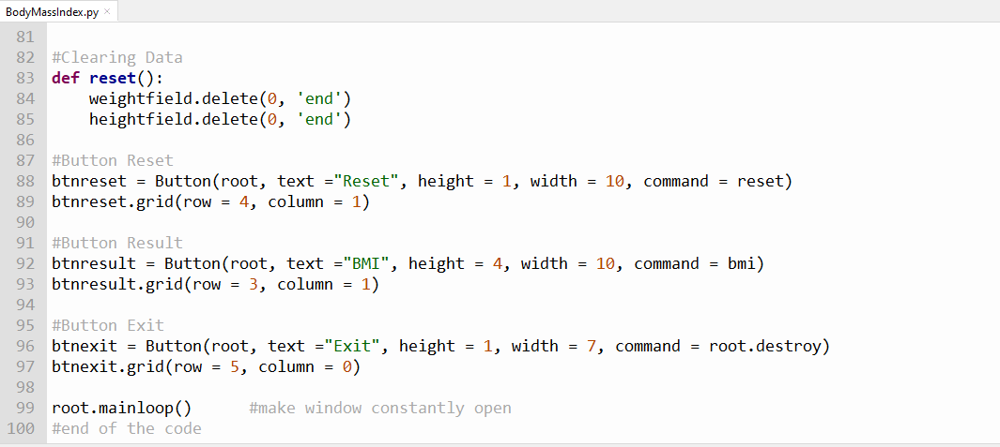 BodyMassIndex.py ×
81
82 #Clearing Data
83 def reset():
84     weightfield.delete(0, 'end')
85     heightfield.delete(0, 'end')
86
87 #Button Reset
88 btnreset = Button(root, text ="Reset", height = 1, width = 10, command = reset)
89 btnreset.grid(row = 4, column = 1)
90
91 #Button Result
92 btnresult = Button(root, text ="BMI", height = 4, width = 10, command = bmi)
93 btnresult.grid(row = 3, column = 1)
94
95 #Button Exit
96 btnexit = Button(root, text ="Exit", height = 1, width = 7, command = root.destroy)
97 btnexit.grid(row = 5, column = 0)
98
99 root.mainloop()      #make window constantly open
100 #end of the code